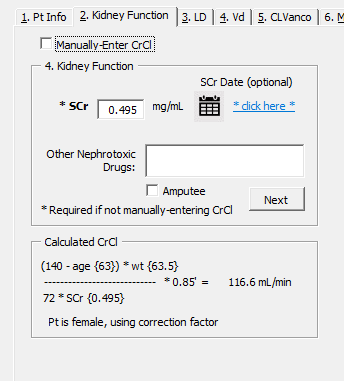 1. Pt Info 2. Kidney Function 3. LD 4. Vd 5. CLVanco 6. M
Manually-Enter CrCl
4. Kidney Function
SCr Date (optional)
* SCr 0.495 mg/mL * click here *
Other Nephrotoxic
Drugs:
Amputee
Next
* Required if not manually-entering CrCl
Calculated CrCl
(140 - age {63}) * wt {63.5}
---------------------------- * 0.85' = 116.6 mL/min
72 * SCr {0.495}
Pt is female, using correction factor